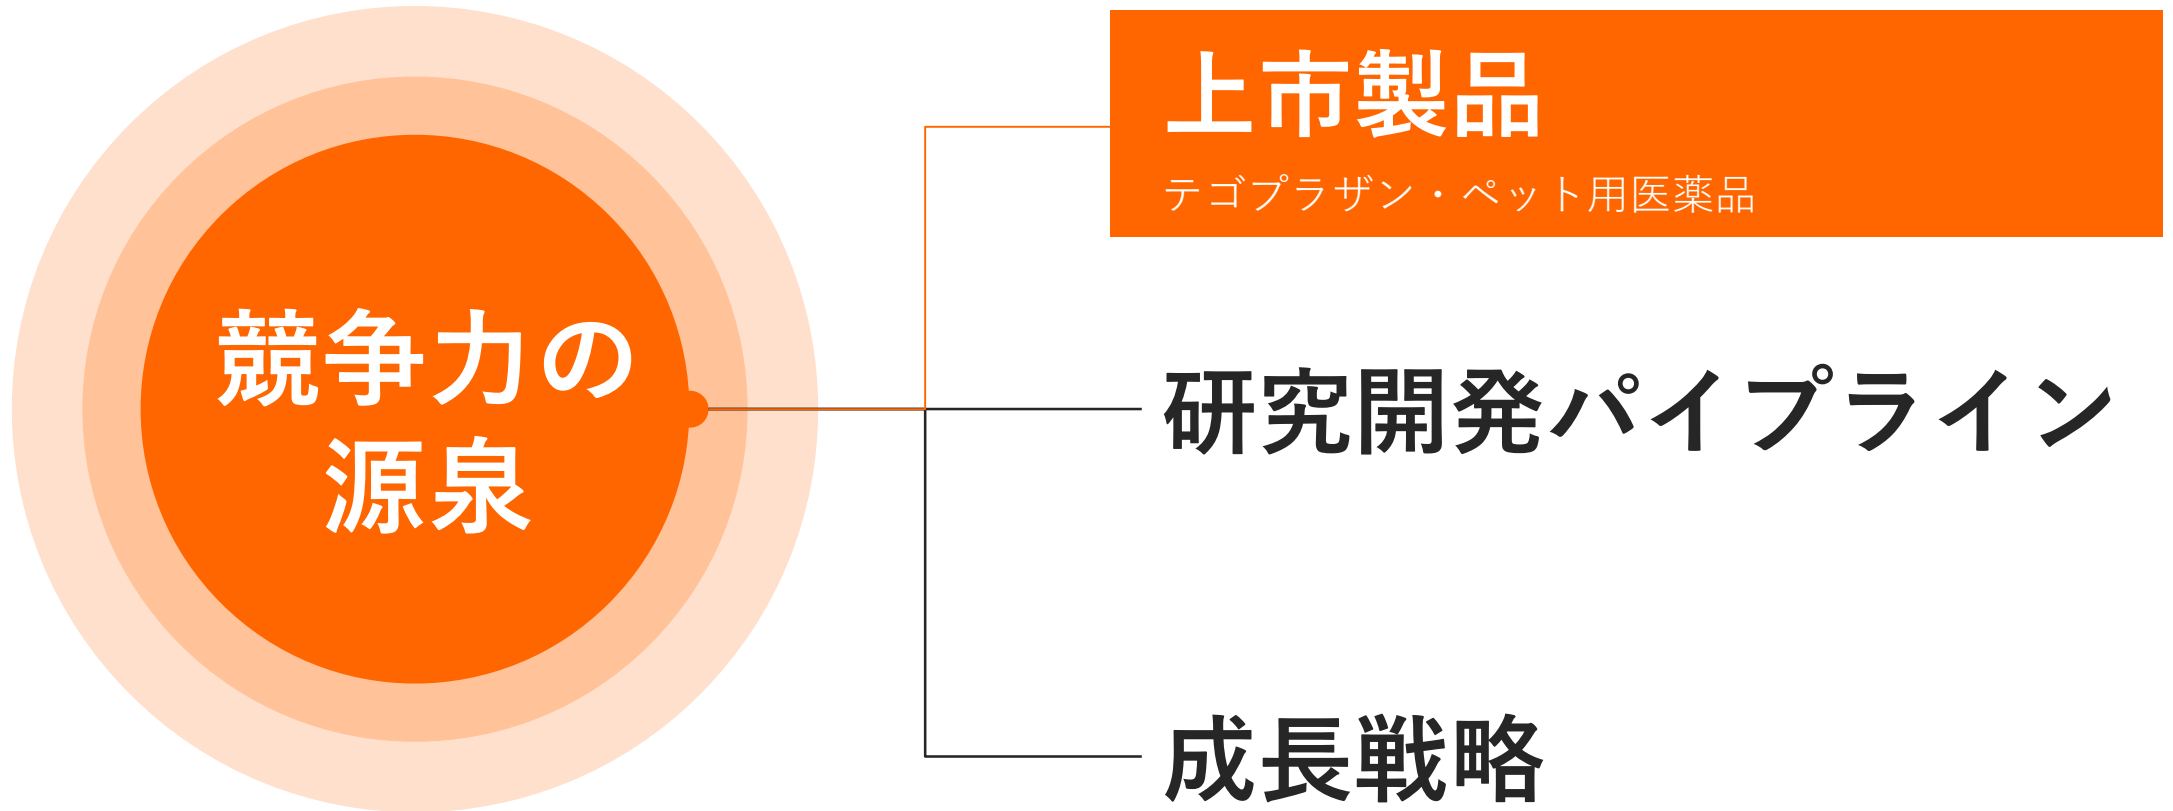 競争力の
源泉
上市製品
テゴプラザン・ペット用医薬品
研究開発パイプライン
成長戦略